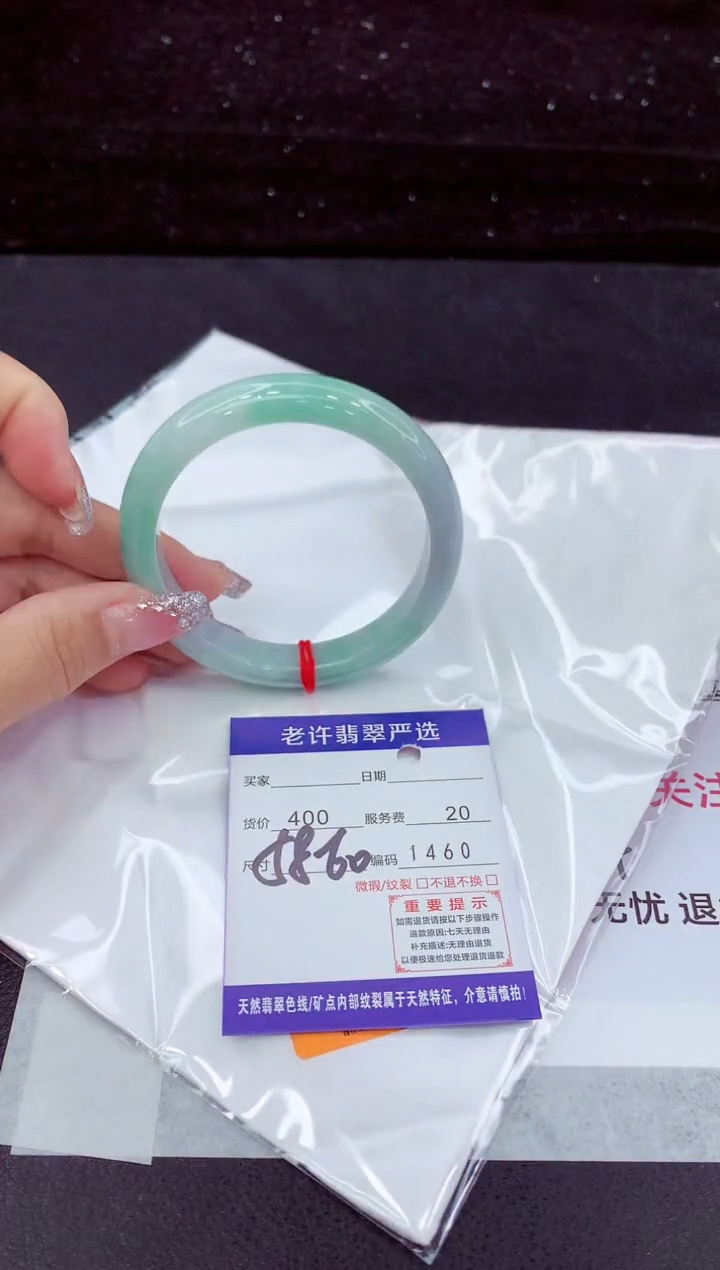 老许翡翠严选
买家 日期
货价 400 服务费 20
尺寸 5860 编码 1460
微瑕/纹裂 □ 不退不换 □
重要提示
如需退货请按以下步骤操作
退款原因:七天无理由
补充描述:无理由退货
以便极速给您处理退货退款
天然翡翠色线/矿点内部纹裂属于天然特征，介意请慎拍!
关注
无忧 退